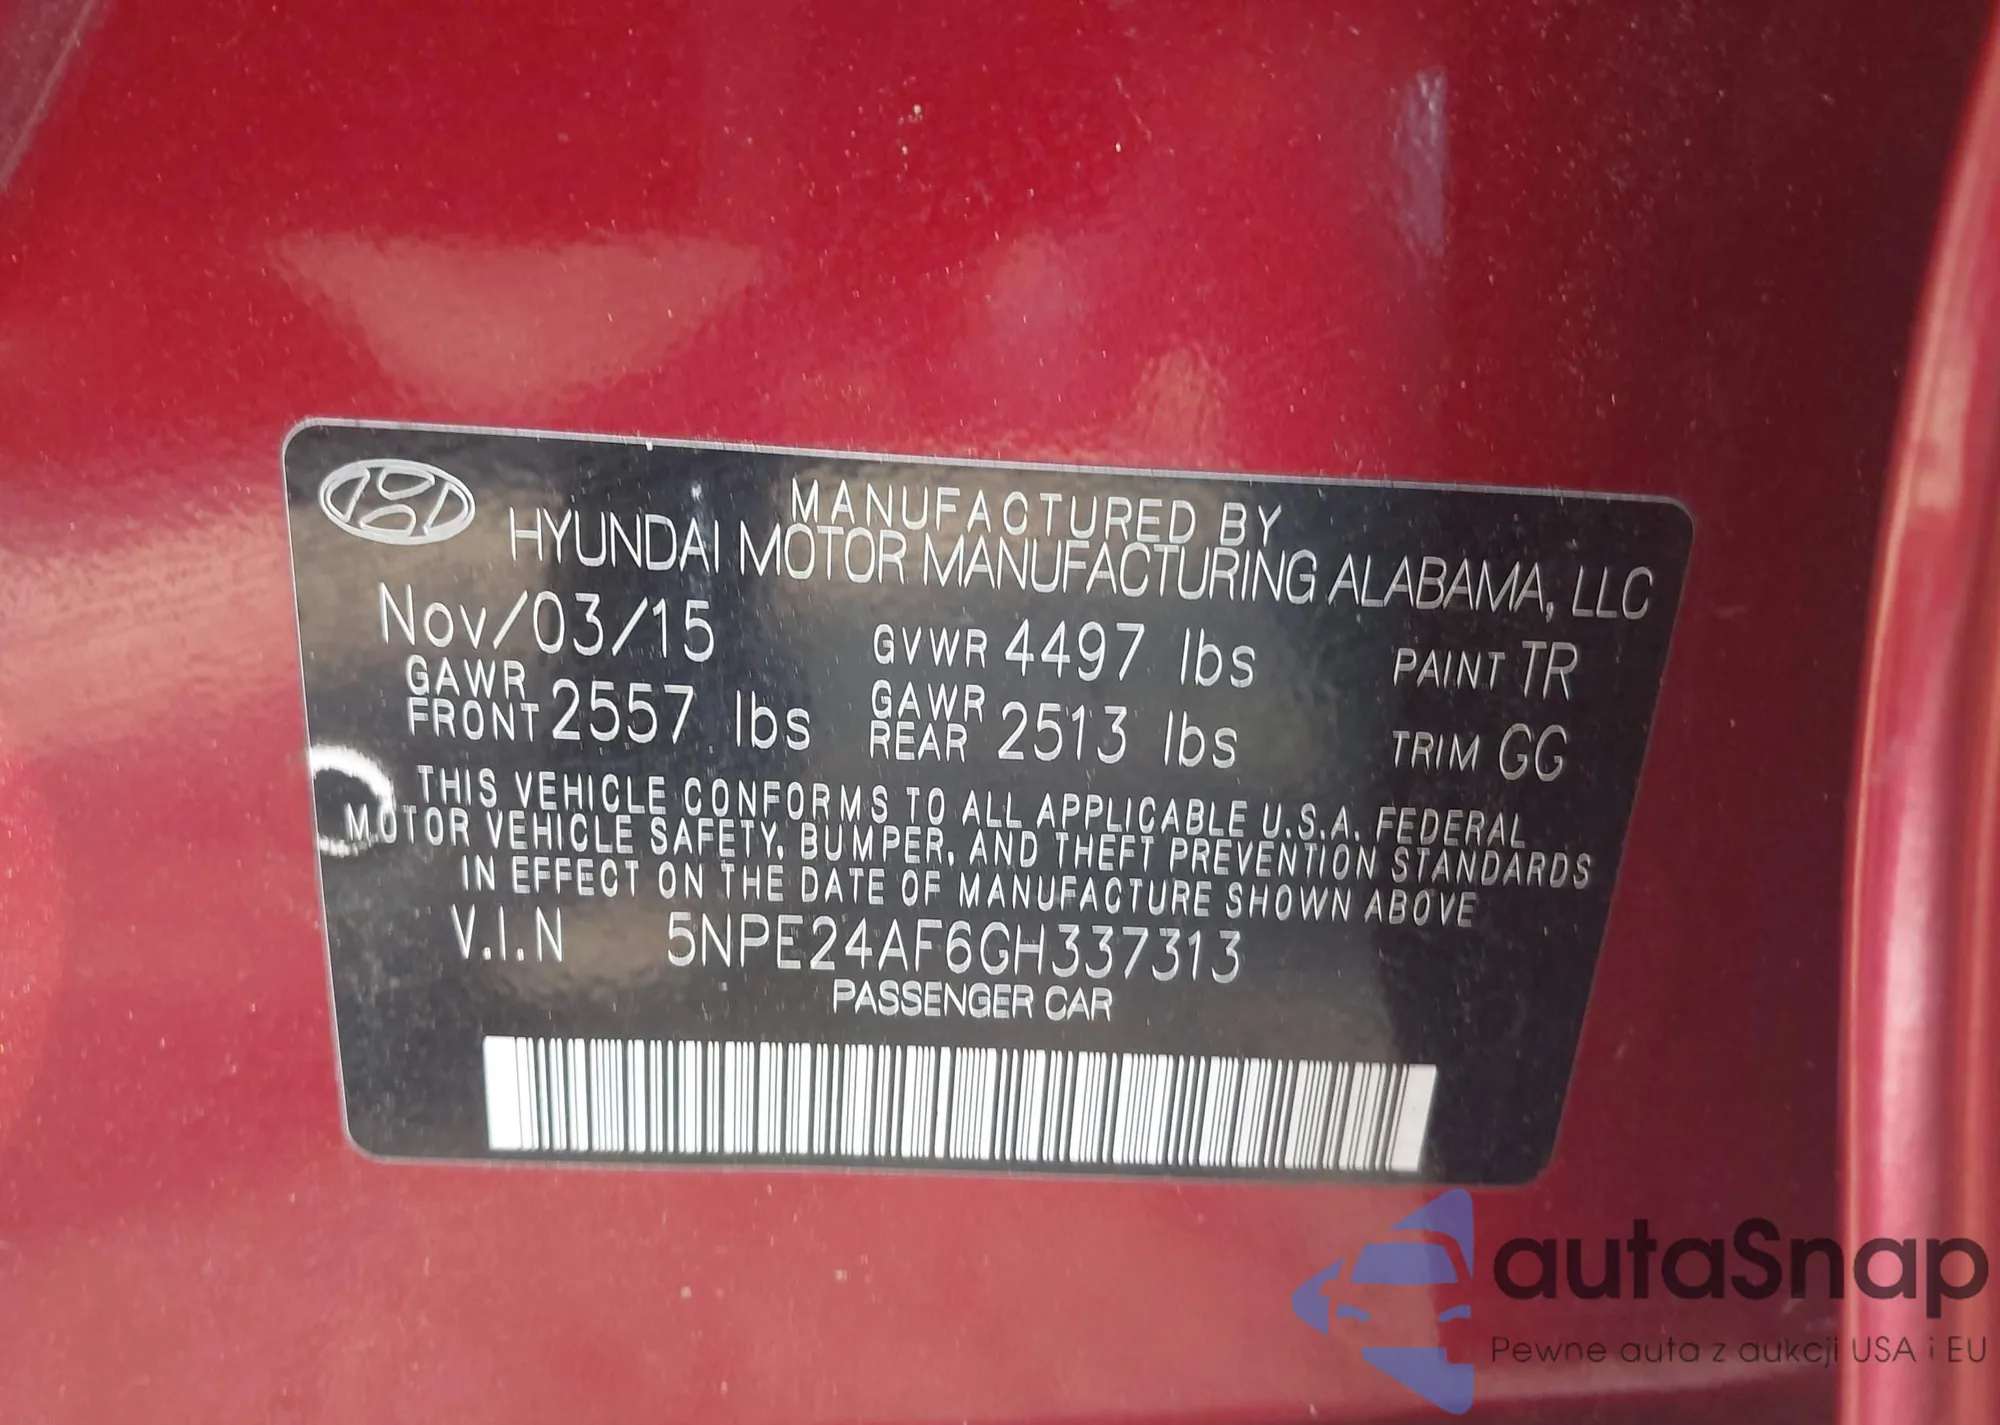 MANUFACTURED BY
HYUNDAI MOTOR MANUFACTURING ALABAMA, LLC
Nov/03/15 GVWR 4497 lbs PAINT TR
GAWR FRONT 2557 lbs GAWR REAR 2513 lbs TRIM GG
THIS VEHICLE CONFORMS TO ALL APPLICABLE U.S.A. FEDERAL
MOTOR VEHICLE SAFETY, BUMPER, AND THEFT PREVENTION STANDARDS
IN EFFECT ON THE DATE OF MANUFACTURE SHOWN ABOVE
V.I.N 5NPE24AF6GH337313
PASSENGER CAR
autaSnap
Pewne auta z aukcji USA i EU